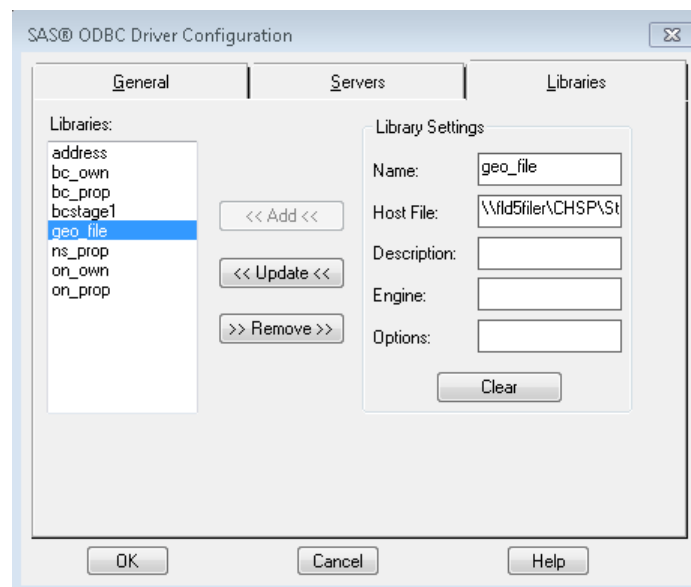 SAS® ODBC Driver Configuration
General
Servers
Libraries
Libraries:
address
bc_own
bc_prop
bcstage1
geo_file
ns_prop
on_own
on_prop
<< Add <<
<< Update <<
>> Remove >>
Library Settings
Name:
geo_file
Host File:
\\fld5filer\CHSP\St
Description:
Engine:
Options:
Clear
OK
Cancel
Help